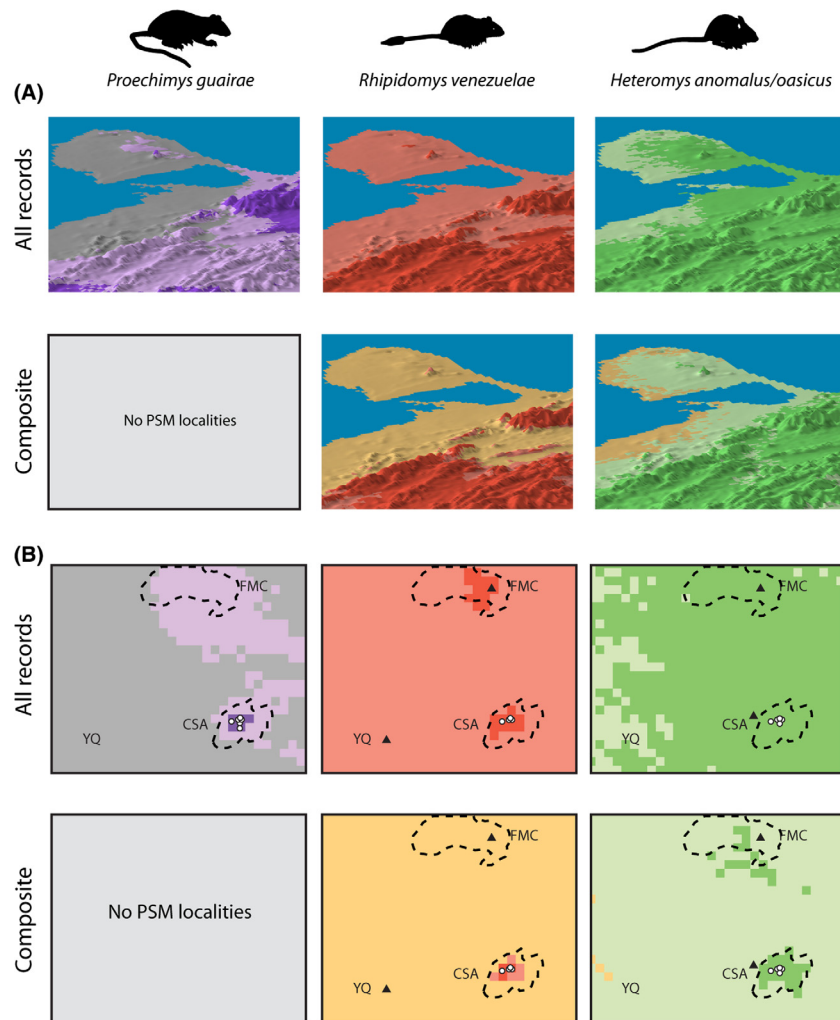 Proechimys guairae
Rhipidomys venezuelae
Heteromys anomalus/oasicus
(A)
All records
Composite
No PSM localities
(B)
All records
FMC
CSA
YQ
FMC
CSA
YQ
FMC
CSA
YQ
Composite
No PSM localities
FMC
CSA
YQ
FMC
CSA
YQ